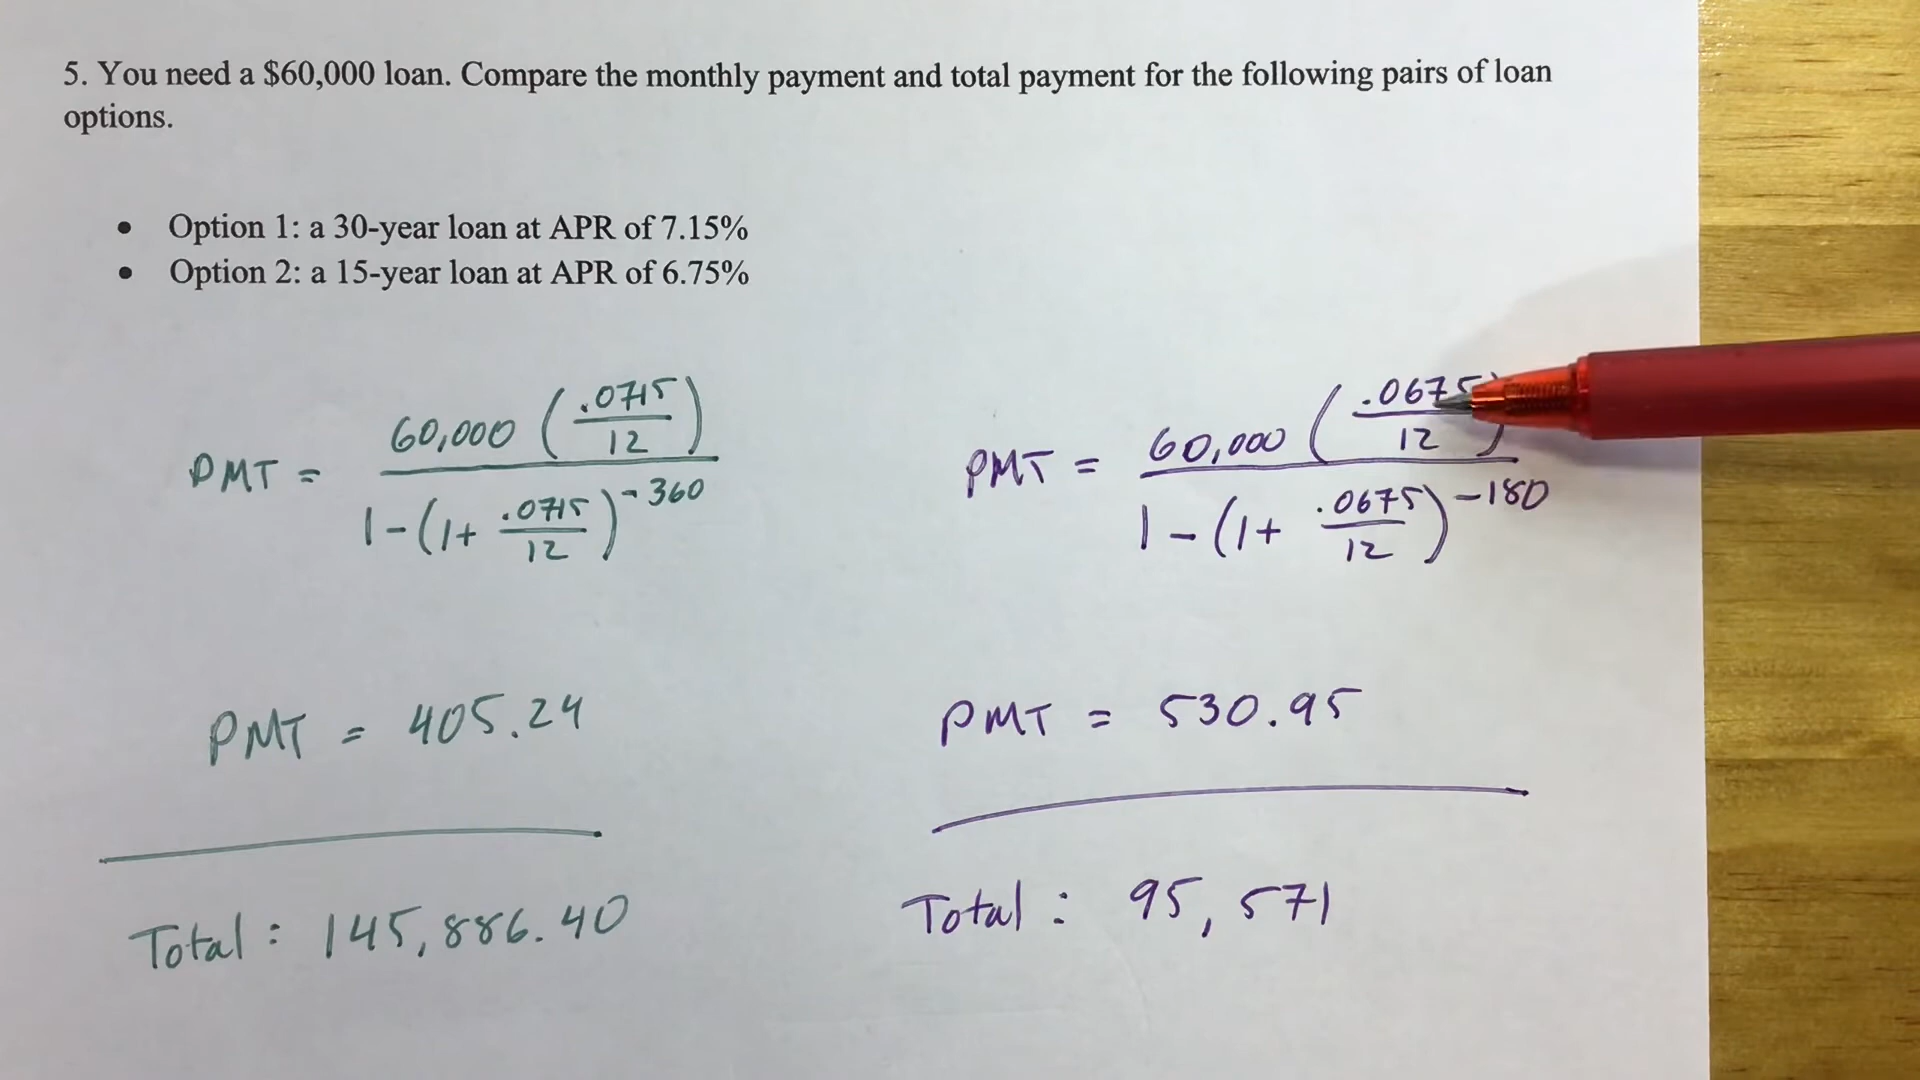 5. You need a $60,000 loan. Compare the monthly payment and total payment for the following pairs of loan
options.
• Option 1: a 30-year loan at APR of 7.15%
• Option 2: a 15-year loan at APR of 6.75%
PMT = 60,000 (.0715/12) / 1-(1+ .0715/12)^-360
PMT = 405.24
Total: 145,886.40
PMT = 60,000 (.0675/12) / 1-(1+ .0675/12)^-180
PMT = 530.95
Total: 95,571